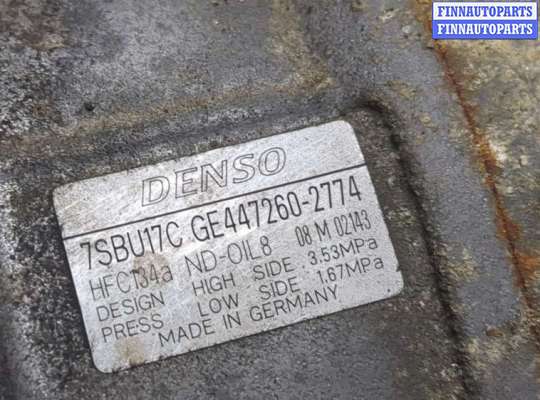 FINNAUTOPARTS
FINNAUTOPARTS
DENSO
7SBU17C GE447260-2774
HFC134a ND-OIL8 08 M 02143
DESIGN HIGH SIDE : 3.53MPa
PRESS LOW SIDE : 1.67MPa
MADE IN GERMANY